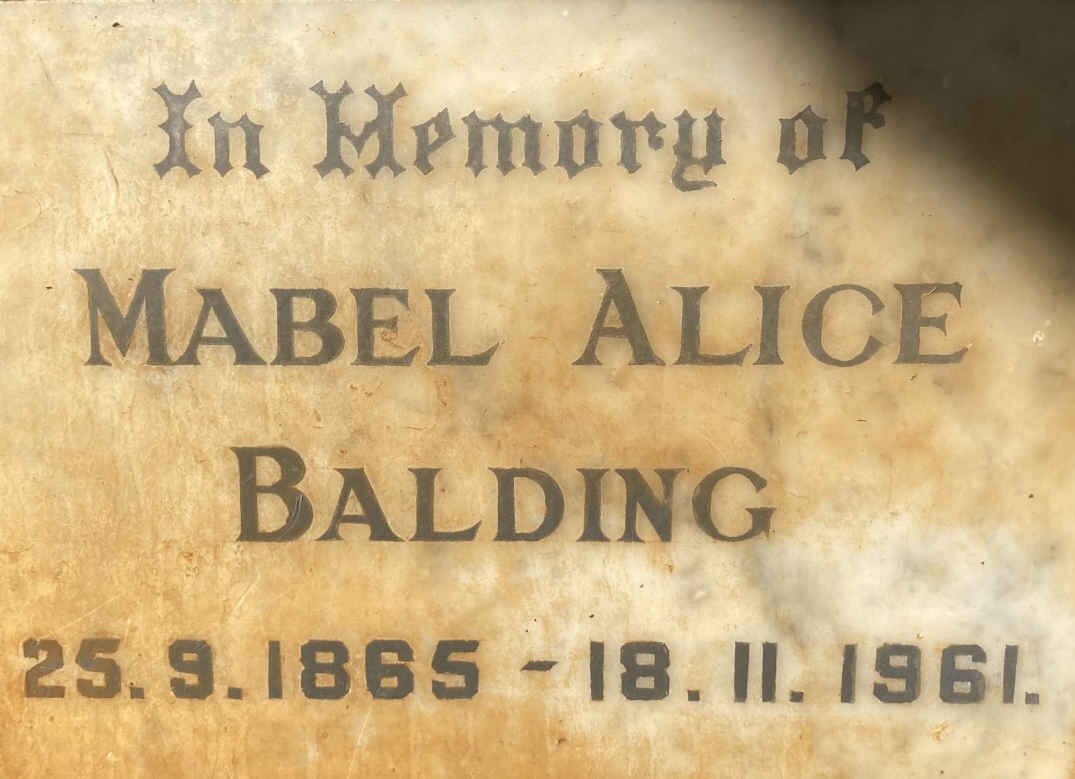 In Memory of
MABEL ALICE
BALDING
25.9.1865 - 18.11.1961.